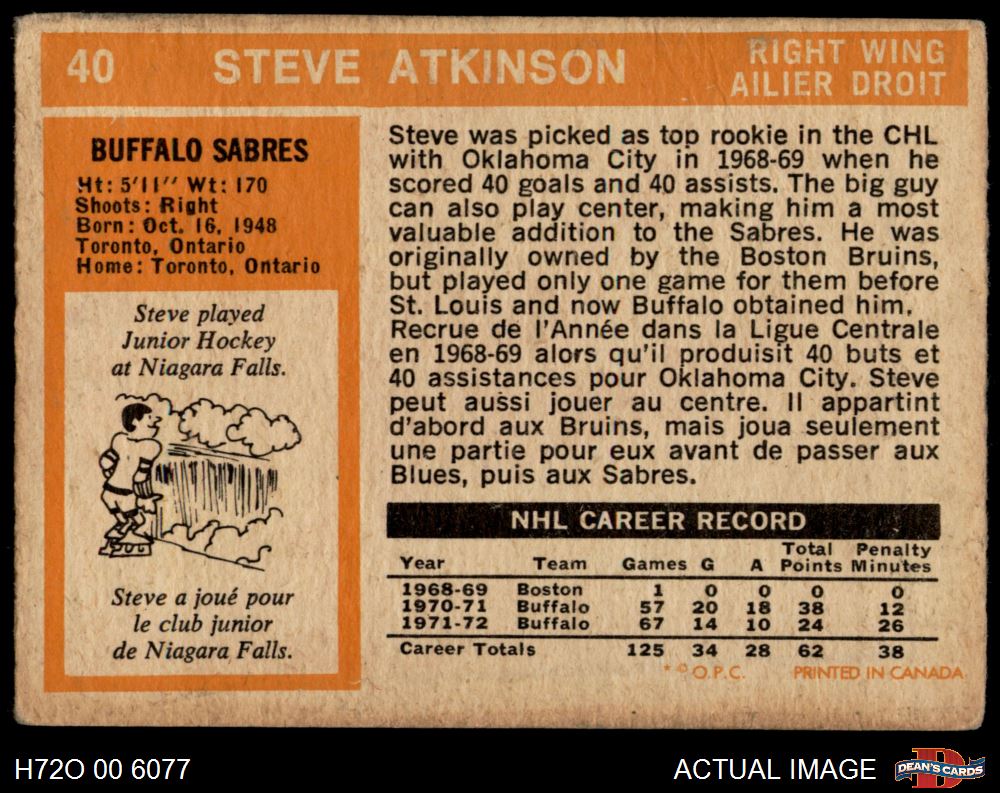 40 STEVE ATKINSON
RIGHT WING
AILIER DROIT
BUFFALO SABRES
Ht: 5'11'' Wt: 170
Shoots: Right
Born: Oct. 16, 1948
Toronto, Ontario
Home: Toronto, Ontario
Steve played
Junior Hockey
at Niagara Falls.
Steve a joué pour
le club junior
de Niagara Falls.
Steve was picked as top rookie in the CHL
with Oklahoma City in 1968-69 when he
scored 40 goals and 40 assists. The big guy
can also play center, making him a most
valuable addition to the Sabres. He was
originally owned by the Boston Bruins,
but played only one game for them before
St. Louis and now Buffalo obtained him.
Recrue de l'Année dans la Ligue Centrale
en 1968-69 alors qu'il produisit 40 buts et
40 assistances pour Oklahoma City. Steve
peut aussi jouer au centre. Il appartint
d'abord aux Bruins, mais joua seulement
une partie pour eux avant de passer aux
Blues, puis aux Sabres.
NHL CAREER RECORD
Total Penalty
Year Team Games G A Points Minutes
1968-69 Boston 1 0 0 0 0
1970-71 Buffalo 57 20 18 38 12
1971-72 Buffalo 67 14 10 24 26
Career Totals 125 34 28 62 38
* © O.P.C. PRINTED IN CANADA
H72O 00 6077
ACTUAL IMAGE
DEAN'S CARDS